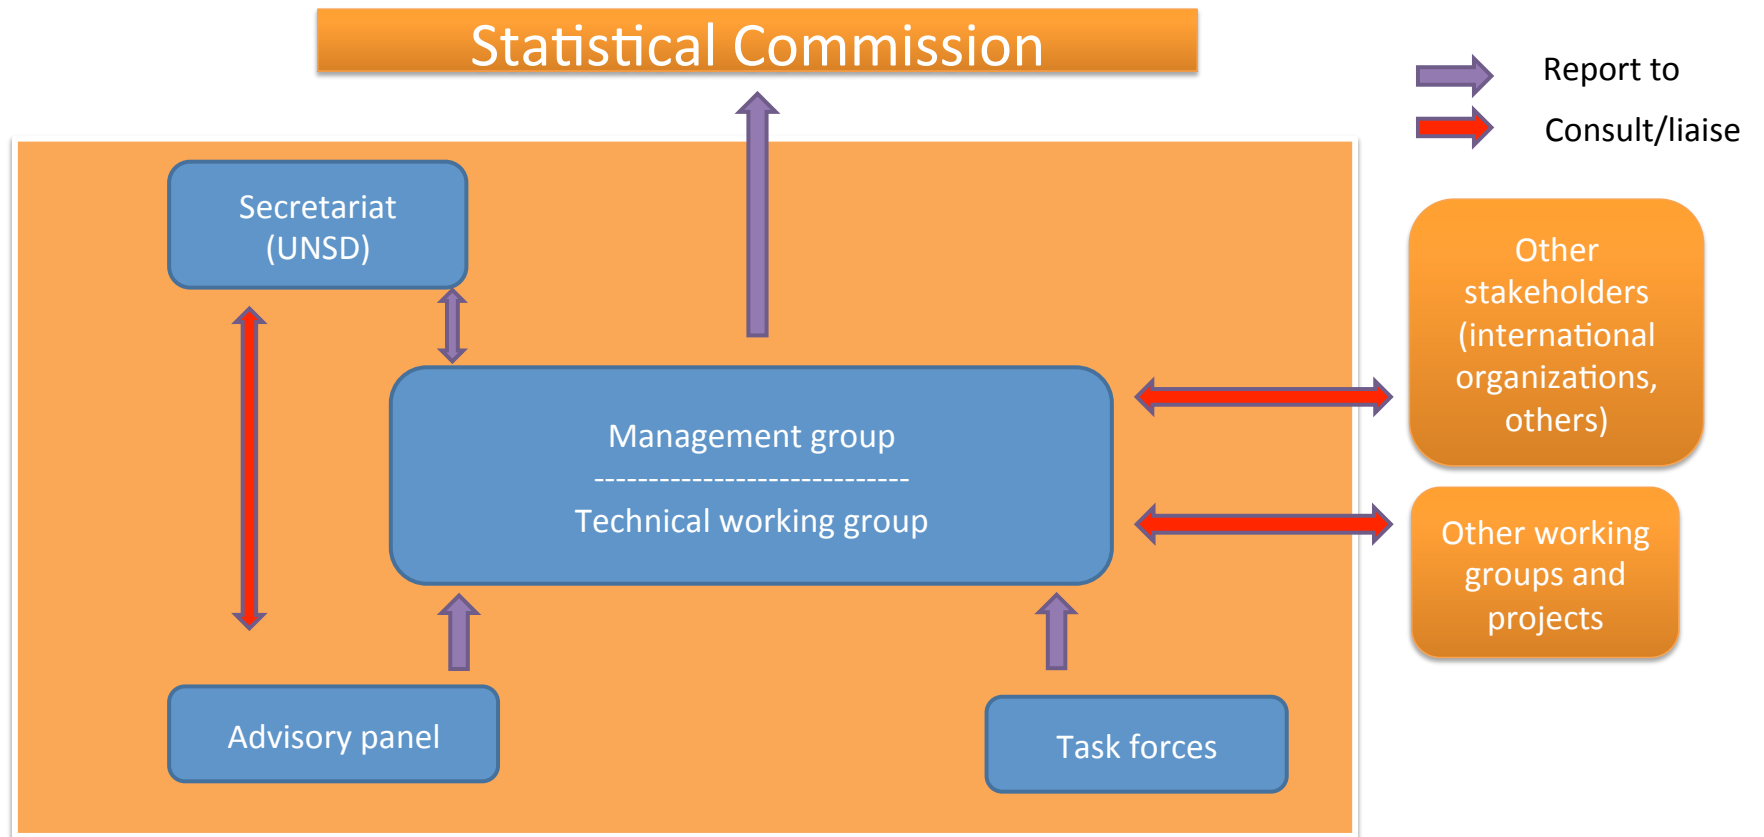 Statistical Commission
Report to
Consult/liaise
Secretariat
(UNSD)
Other
stakeholders
(international
organizations,
others)
Management group
-----------------------------
Technical working group
Other working
groups and
projects
Advisory panel
Task forces